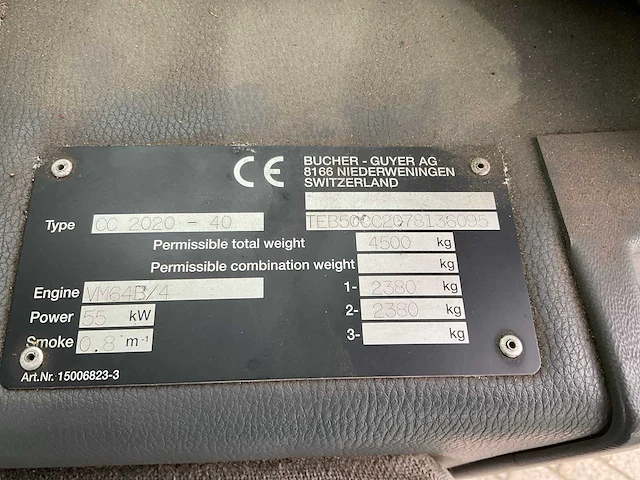 CE BUCHER - GUYER AG
8166 NIEDERWENINGEN
SWITZERLAND
Type CC 2020 - 40
Permissible total weight 4500 kg
Permissible combination weight kg
Engine VM64B/4 1- 2380 kg
Power 55 kW 2- 2380 kg
Smoke 0.8 m-1 3- kg
Art.Nr. 15006823-3